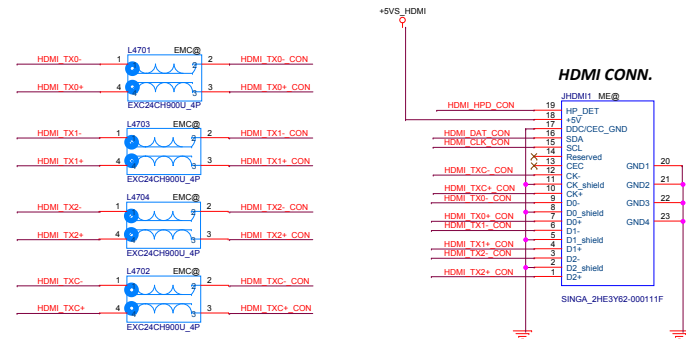 +5VS_HDMI
L4701 EMC@
HDMI_TX0- 1 2 HDMI_TX0-_CON
HDMI_TX0+ 4 3 HDMI_TX0+_CON
EXC24CH900U_4P
L4703 EMC@
HDMI_TX1- 1 2 HDMI_TX1-_CON
HDMI_TX1+ 4 3 HDMI_TX1+_CON
EXC24CH900U_4P
L4704 EMC@
HDMI_TX2- 1 2 HDMI_TX2-_CON
HDMI_TX2+ 4 3 HDMI_TX2+_CON
EXC24CH900U_4P
L4702 EMC@
HDMI_TXC- 1 2 HDMI_TXC-_CON
HDMI_TXC+ 4 3 HDMI_TXC+_CON
EXC24CH900U_4P
HDMI CONN.
JHDMI1 ME@
HDMI_HPD_CON 19 HP_DET
18 +5V
17 DDC/CEC_GND
HDMI_DAT_CON 16 SDA
HDMI_CLK_CON 15 SCL
14 Reserved
13 CEC GND1 20
HDMI_TXC-_CON 12 CK-
11 CK_shield GND2 21
HDMI_TXC+_CON 10 CK+
HDMI_TX0-_CON 9 D0- GND3 22
8 D0_shield
HDMI_TX0+_CON 7 D0+ GND4 23
HDMI_TX1-_CON 6 D1-
5 D1_shield
HDMI_TX1+_CON 4 D1+
HDMI_TX2-_CON 3 D2-
2 D2_shield
HDMI_TX2+_CON 1 D2+
SINGA_2HE3Y62-000111F